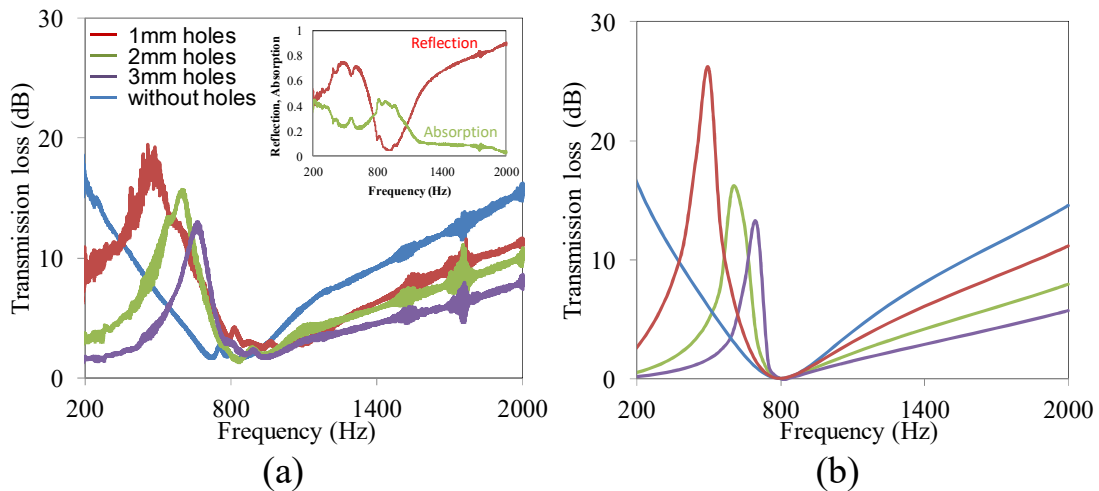 30
20
10
0
Transmission loss (dB)
1mm holes
2mm holes
3mm holes
without holes
1
0.8
0.6
0.4
0.2
0
Reflection, Absorption
Reflection
Absorption
200 800 1400 2000
Frequency (Hz)
200 800 1400 2000
Frequency (Hz)
(a)
30
20
10
0
Transmission loss (dB)
200 800 1400 2000
Frequency (Hz)
(b)